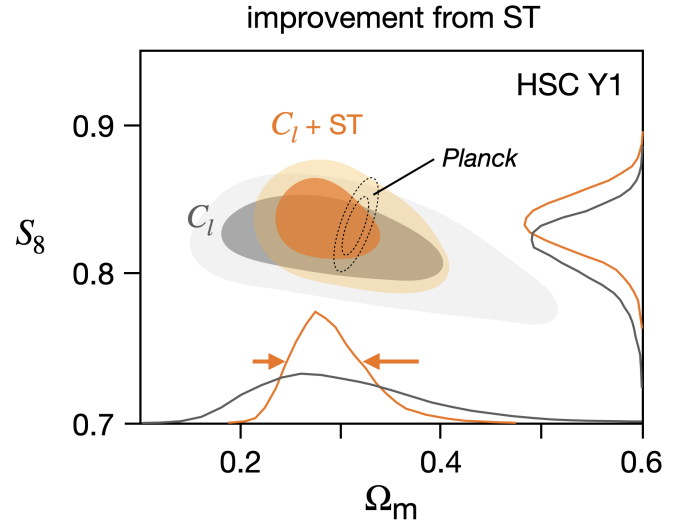 improvement from ST
HSC Y1
0.9
C_l + ST
Planck
C_l
S_8
0.8
0.7
0.2
0.4
0.6
Ω_m